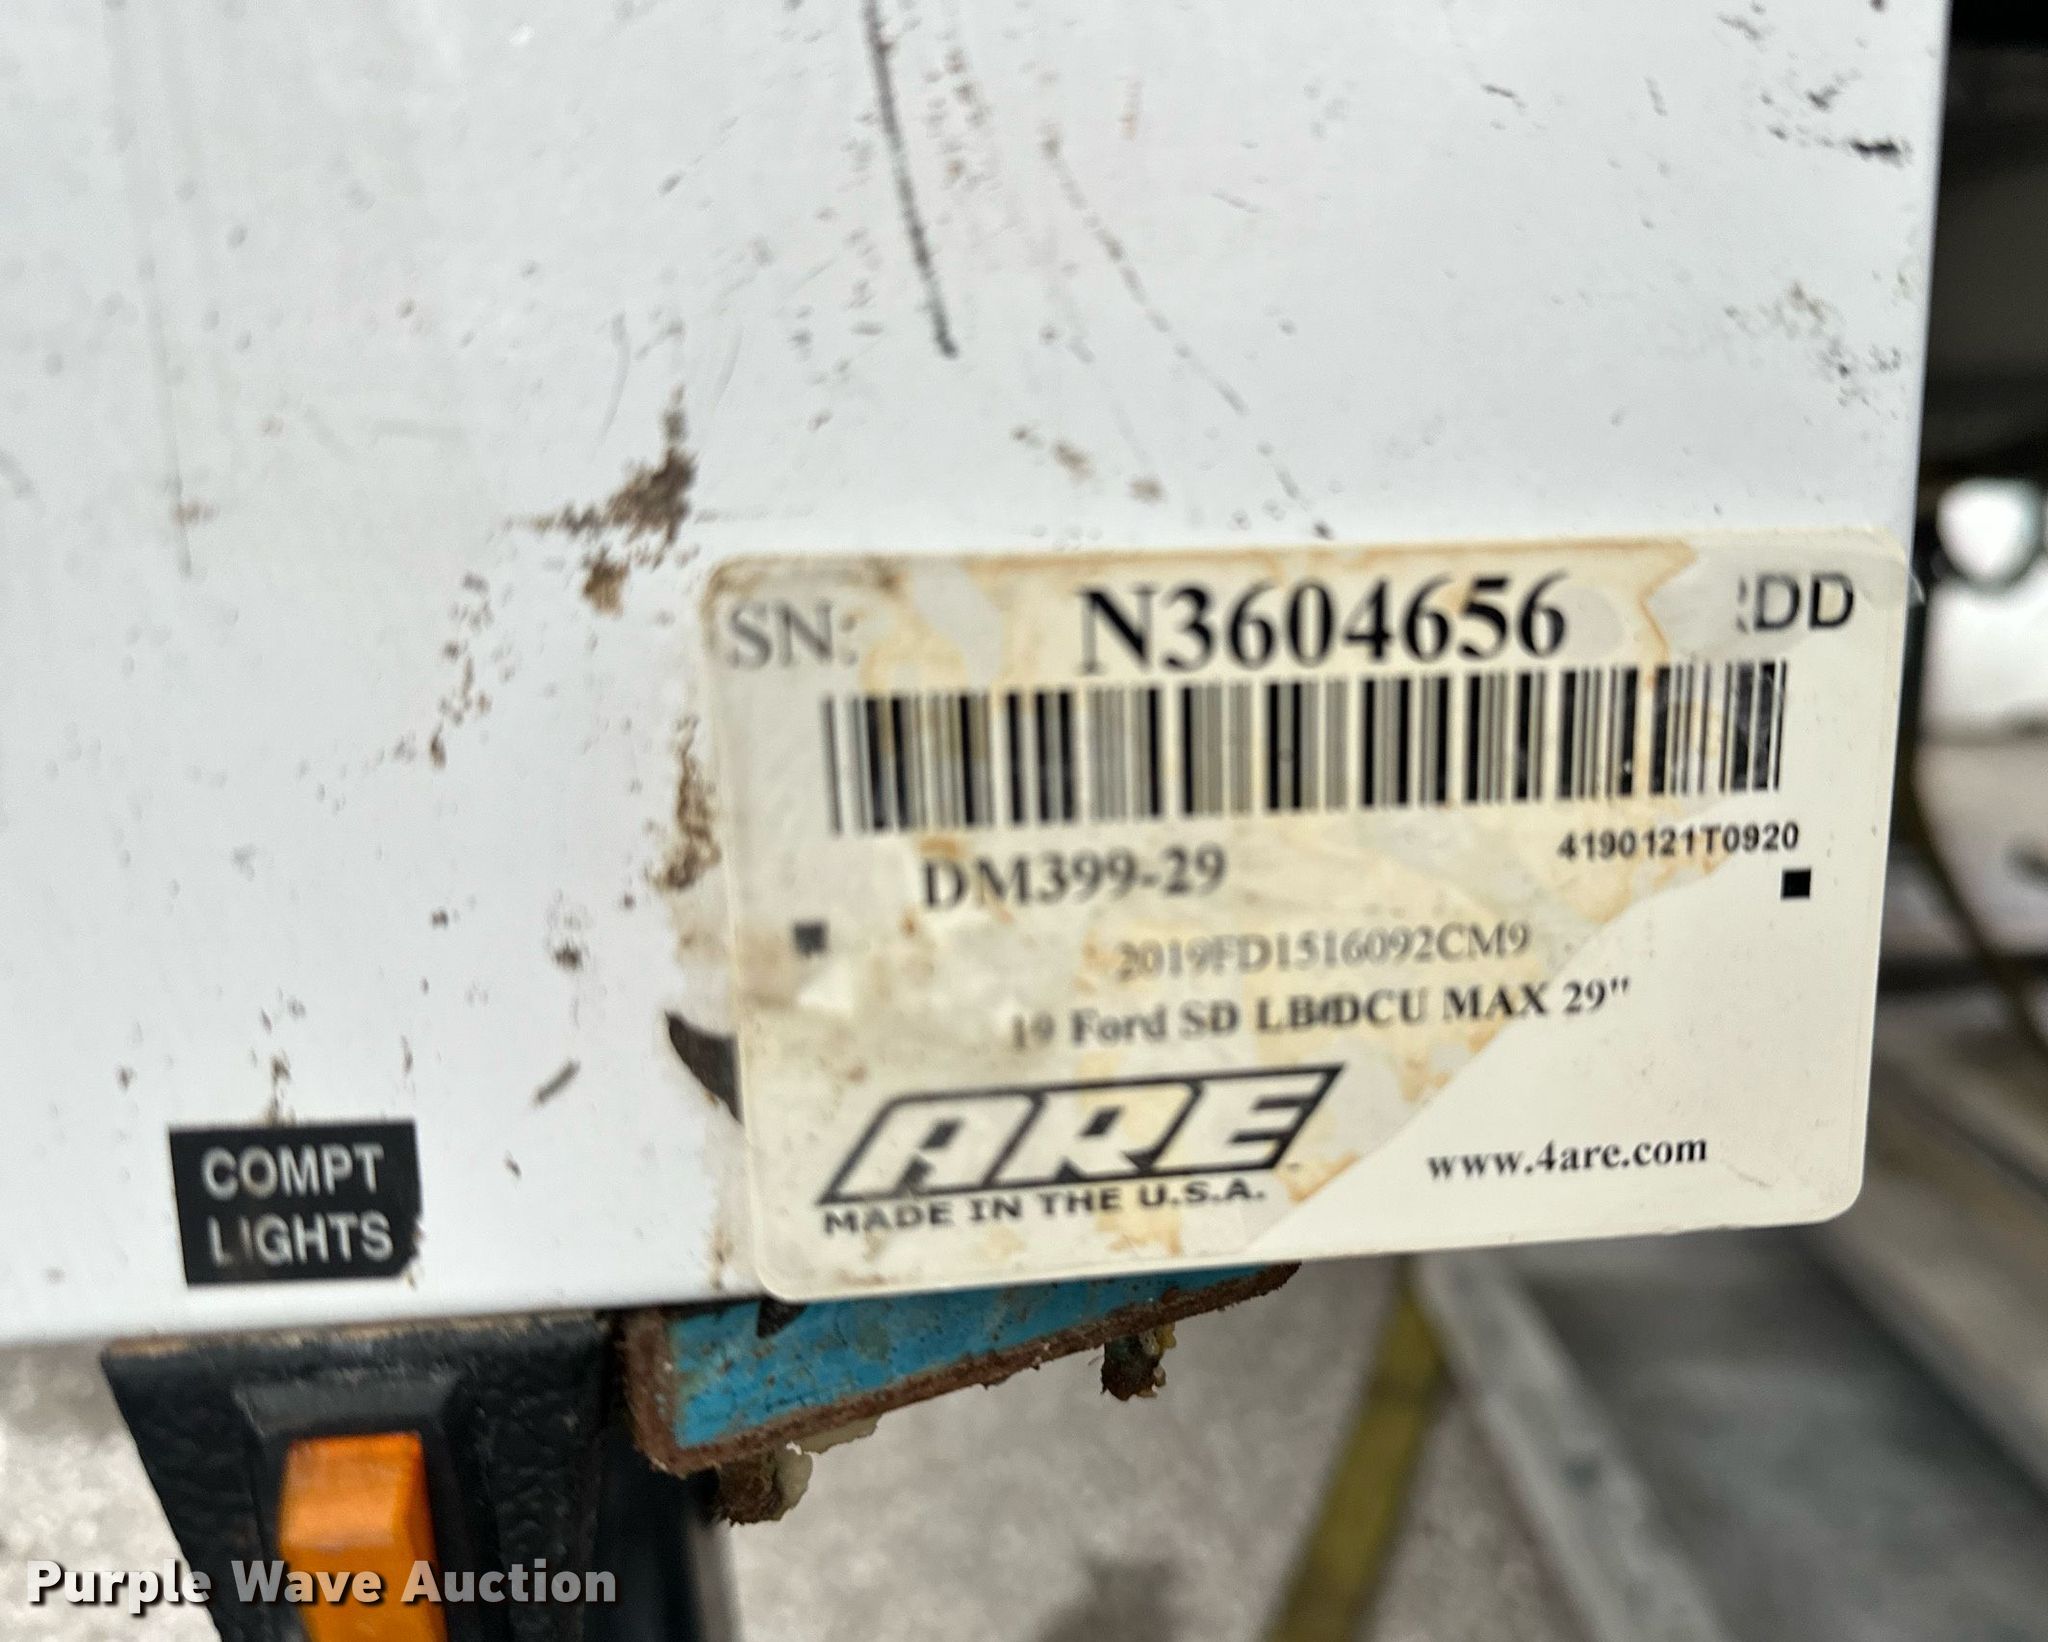 SN: N3604656 RDD
DM399-29
4190121T0920
2019FD1516092CM9
19 Ford SD LB/DCU MAX 29"
ARE
MADE IN THE U.S.A.
www.4are.com
COMPT
LIGHTS
Purple Wave Auction